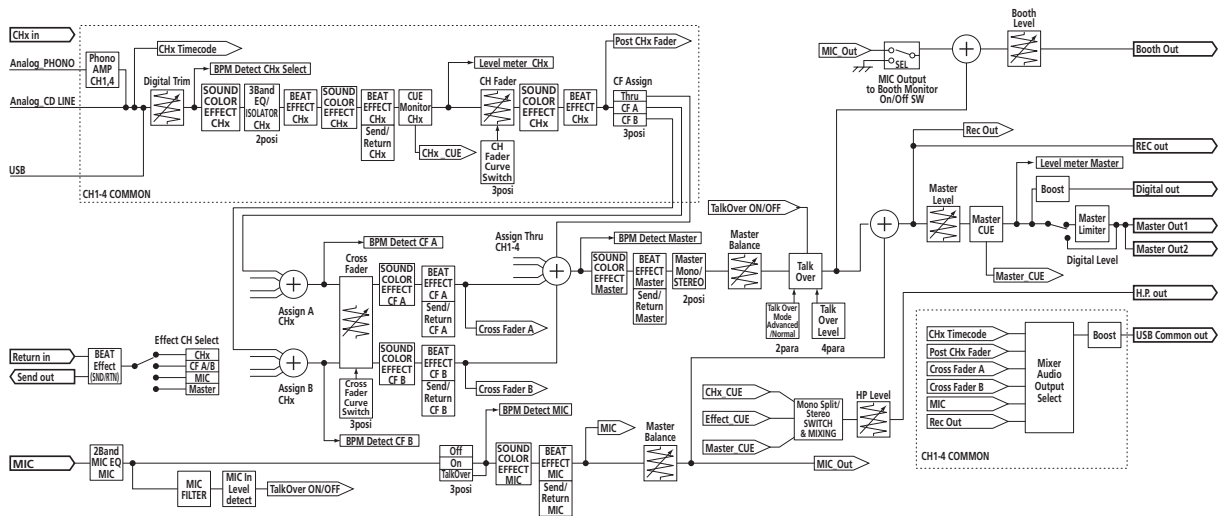 CHx in
Analog_PHONO
Phono
AMP
CH1,4
CHx Timecode
Digital Trim
BPM Detect CHx Select
Analog_CD LINE
USB
SOUND
COLOR
EFFECT
CHx
3Band
EQ/
ISOLATOR
CHx
2posi
BEAT
EFFECT
CHx
SOUND
COLOR
EFFECT
CHx
BEAT
EFFECT
CHx
Send/
Return
CHx
CUE
Monitor
CHx
CHx _CUE
Level meter CHx
CH Fader
CH
Fader
Curve
Switch
3posi
SOUND
COLOR
EFFECT
CHx
BEAT
EFFECT
CHx
Post CHx Fader
CF Assign
Thru
CF A
CF B
3posi
CH1-4 COMMON
MIC_Out
SEL
MIC Output
to Booth Monitor
On/Off SW
Booth
Level
Booth Out
Rec Out
REC out
Level meter Master
Boost
Digital out
Master
Level
Master
CUE
Master
Limiter
Digital Level
Master Out1
Master Out2
Master_CUE
H.P. out
TalkOver ON/OFF
BPM Detect CF A
Cross
Fader
Assign A
CHx
SOUND
COLOR
EFFECT
CF A
BEAT
EFFECT
CF A
Send/
Return
CF A
Cross Fader A
Assign Thru
CH1-4
BPM Detect Master
SOUND
COLOR
EFFECT
Master
BEAT
EFFECT
Master
Send/
Return
Master
Master
Mono/
STEREO
2posi
Master
Balance
Talk
Over
Talk Over
Mode
Advanced
/Normal
2para
Talk
Over
Level
4para
Effect CH Select
Return in
Send out
BEAT
Effect
(SND/RTN)
CHx
CF A/B
MIC
Master
Assign B
CHx
Cross
Fader
Curve
Switch
3posi
SOUND
COLOR
EFFECT
CF B
BEAT
EFFECT
CF B
Send/
Return
CF B
Cross Fader B
BPM Detect CF B
BPM Detect MIC
MIC
2Band
MIC EQ
MIC
MIC
FILTER
MIC In
Level
detect
TalkOver ON/OFF
Off
On
TalkOver
3posi
SOUND
COLOR
EFFECT
MIC
BEAT
EFFECT
MIC
Send/
Return
MIC
MIC
Master
Balance
MIC_Out
CHx_CUE
Effect_CUE
Master_CUE
Mono Split/
Stereo
SWITCH
& MIXING
HP Level
CHx Timecode
Post CHx Fader
Cross Fader A
Cross Fader B
MIC
Rec Out
Mixer
Audio
Output
Select
Boost
USB Common out
CH1-4 COMMON